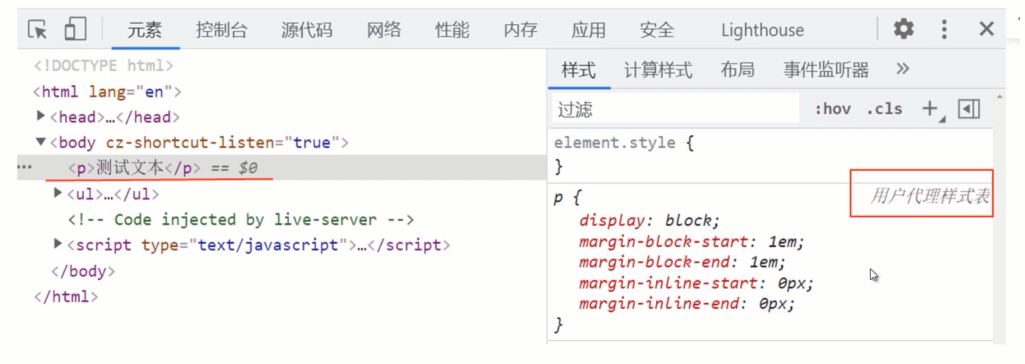 元素 控制台 源代码 网络 性能 内存 应用 安全 Lighthouse
<!DOCTYPE html>
<html lang="en">
<head>…</head>
<body cz-shortcut-listen="true">
<p>测试文本</p> == $0
<ul>…</ul>
<!-- Code injected by live-server -->
<script type="text/javascript">…</script>
</body>
</html>
样式 计算样式 布局 事件监听器
过滤 :hov .cls
element.style {
}
p { 用户代理样式表
display: block;
margin-block-start: 1em;
margin-block-end: 1em;
margin-inline-start: 0px;
margin-inline-end: 0px;
}